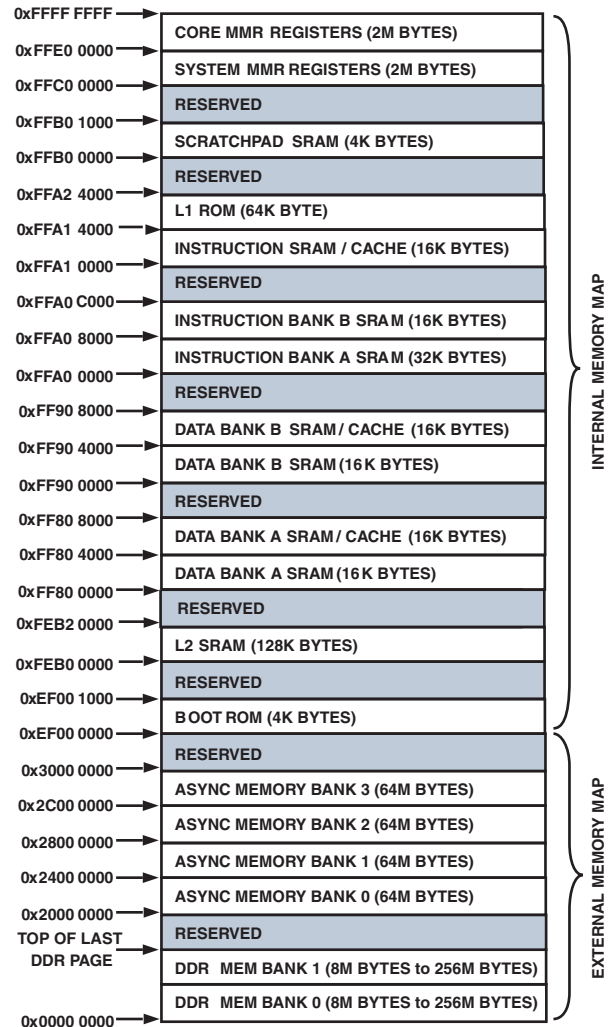 0xFFFF FFFF
CORE MMR REGISTERS (2M BYTES)
0xFFE0 0000
SYSTEM MMR REGISTERS (2M BYTES)
0xFFC0 0000
RESERVED
0xFFB0 1000
SCRATCHPAD SRAM (4K BYTES)
0xFFB0 0000
RESERVED
0xFFA2 4000
L1 ROM (64K BYTE)
0xFFA1 4000
INSTRUCTION SRAM / CACHE (16K BYTES)
0xFFA1 0000
RESERVED
0xFFA0 C000
INSTRUCTION BANK B SRAM (16K BYTES)
0xFFA0 8000
INSTRUCTION BANK A SRAM (32K BYTES)
0xFFA0 0000
RESERVED
0xFF90 8000
DATA BANK B SRAM / CACHE (16K BYTES)
0xFF90 4000
DATA BANK B SRAM (16K BYTES)
0xFF90 0000
RESERVED
0xFF80 8000
DATA BANK A SRAM / CACHE (16K BYTES)
0xFF80 4000
DATA BANK A SRAM (16K BYTES)
0xFF80 0000
RESERVED
0xFEB2 0000
L2 SRAM (128K BYTES)
0xFEB0 0000
RESERVED
0xEF00 1000
BOOT ROM (4K BYTES)
0xEF00 0000
RESERVED
0x3000 0000
ASYNC MEMORY BANK 3 (64M BYTES)
0x2C00 0000
ASYNC MEMORY BANK 2 (64M BYTES)
0x2800 0000
ASYNC MEMORY BANK 1 (64M BYTES)
0x2400 0000
ASYNC MEMORY BANK 0 (64M BYTES)
0x2000 0000
RESERVED
TOP OF LAST
DDR PAGE
DDR MEM BANK 1 (8M BYTES to 256M BYTES)
DDR MEM BANK 0 (8M BYTES to 256M BYTES)
0x0000 0000
INTERNAL MEMORY MAP
EXTERNAL MEMORY MAP